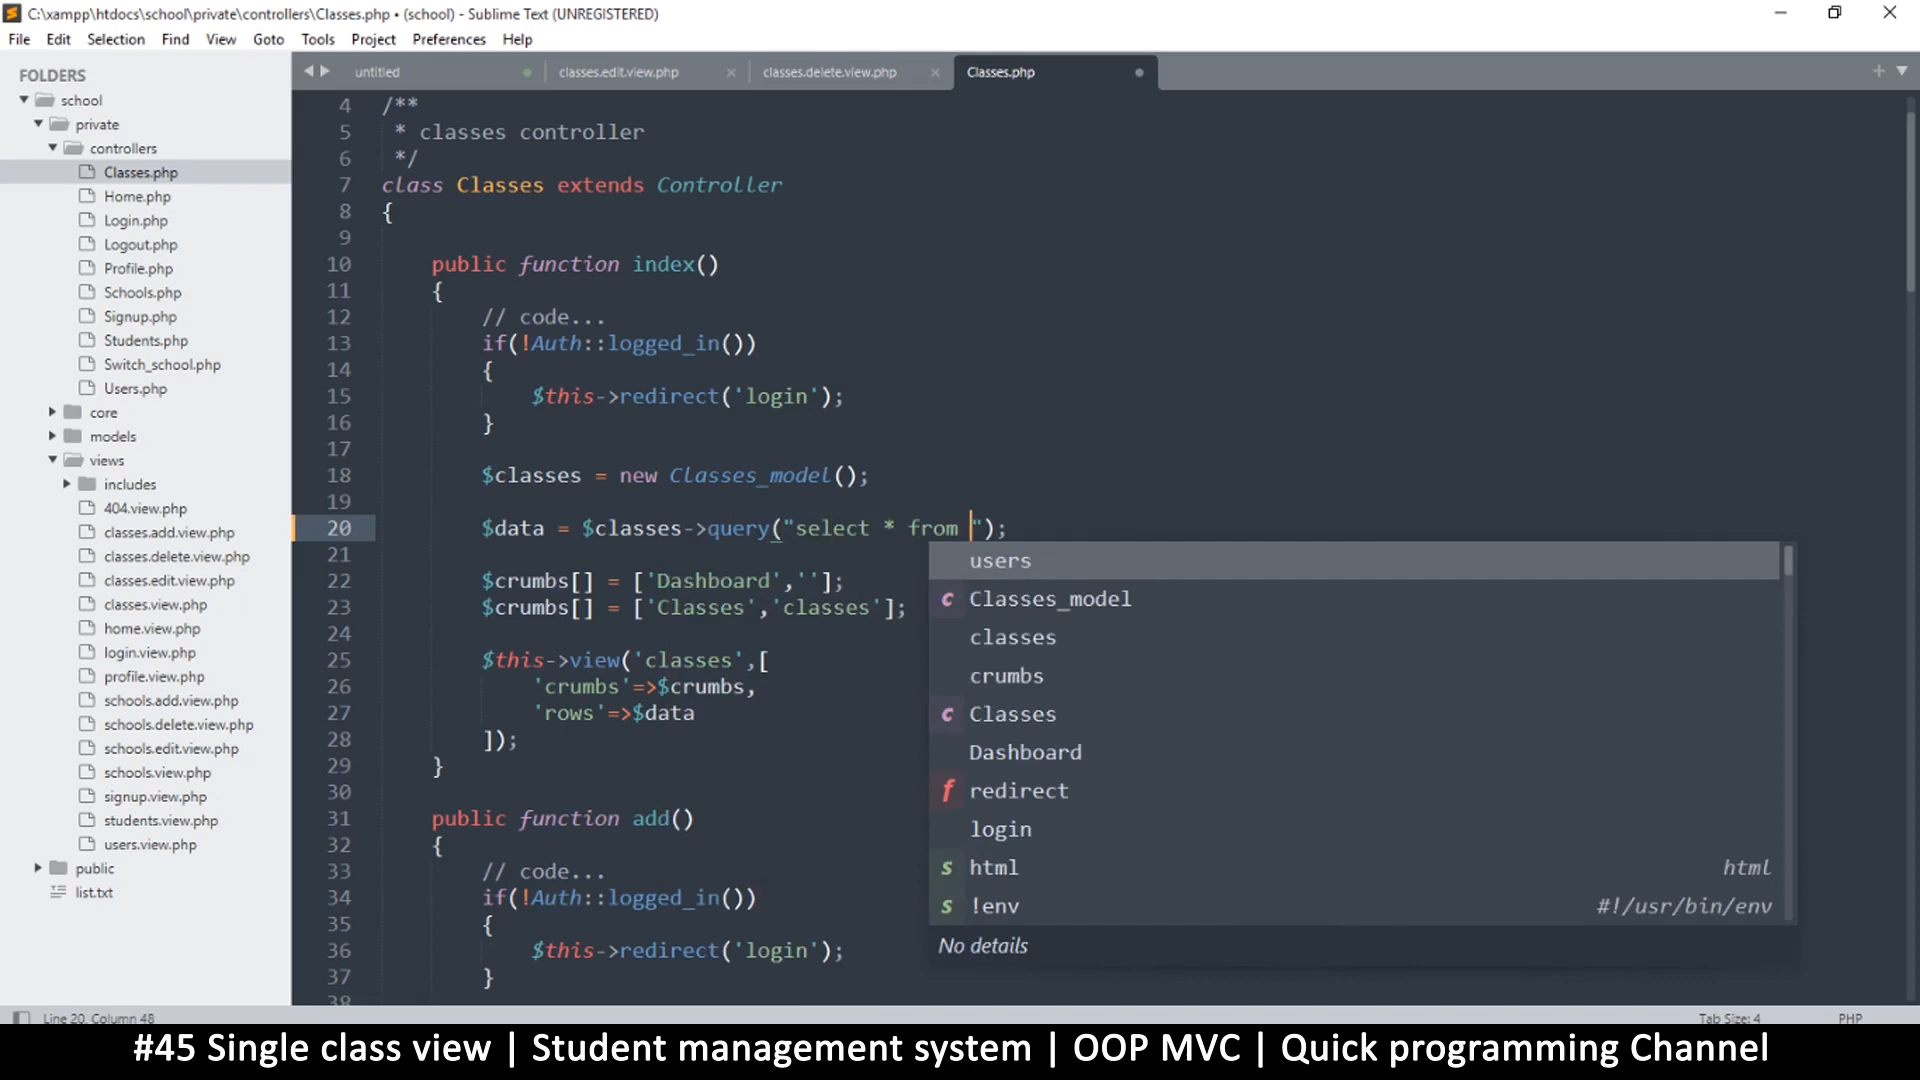 C:\xampp\htdocs\school\private\controllers\Classes.php • (school) - Sublime Text (UNREGISTERED)
File Edit Selection Find View Goto Tools Project Preferences Help
FOLDERS
school
private
controllers
Classes.php
Home.php
Login.php
Logout.php
Profile.php
Schools.php
Signup.php
Students.php
Switch_school.php
Users.php
core
models
views
includes
404.view.php
classes.add.view.php
classes.delete.view.php
classes.edit.view.php
classes.view.php
home.view.php
login.view.php
profile.view.php
schools.add.view.php
schools.delete.view.php
schools.edit.view.php
schools.view.php
signup.view.php
students.view.php
users.view.php
public
list.txt
untitled classes.edit.view.php classes.delete.view.php Classes.php
4 /**
5 * classes controller
6 */
7 class Classes extends Controller
8 {
9
10 public function index()
11 {
12 // code...
13 if(!Auth::logged_in())
14 {
15 $this->redirect('login');
16 }
17
18 $classes = new Classes_model();
19
20 $data = $classes->query("select * from ");
21
22 $crumbs[] = ['Dashboard',''];
23 $crumbs[] = ['Classes','classes'];
24
25 $this->view('classes',[
26 'crumbs'=>$crumbs,
27 'rows'=>$data
28 ]);
29 }
30
31 public function add()
32 {
33 // code...
34 if(!Auth::logged_in())
35 {
36 $this->redirect('login');
37 }
38
users
c Classes_model
classes
crumbs
c Classes
Dashboard
f redirect
login
s html html
s !env #!/usr/bin/env
No details
Line 20, Column 48 Tab Size: 4 PHP
#45 Single class view | Student management system | OOP MVC | Quick programming Channel